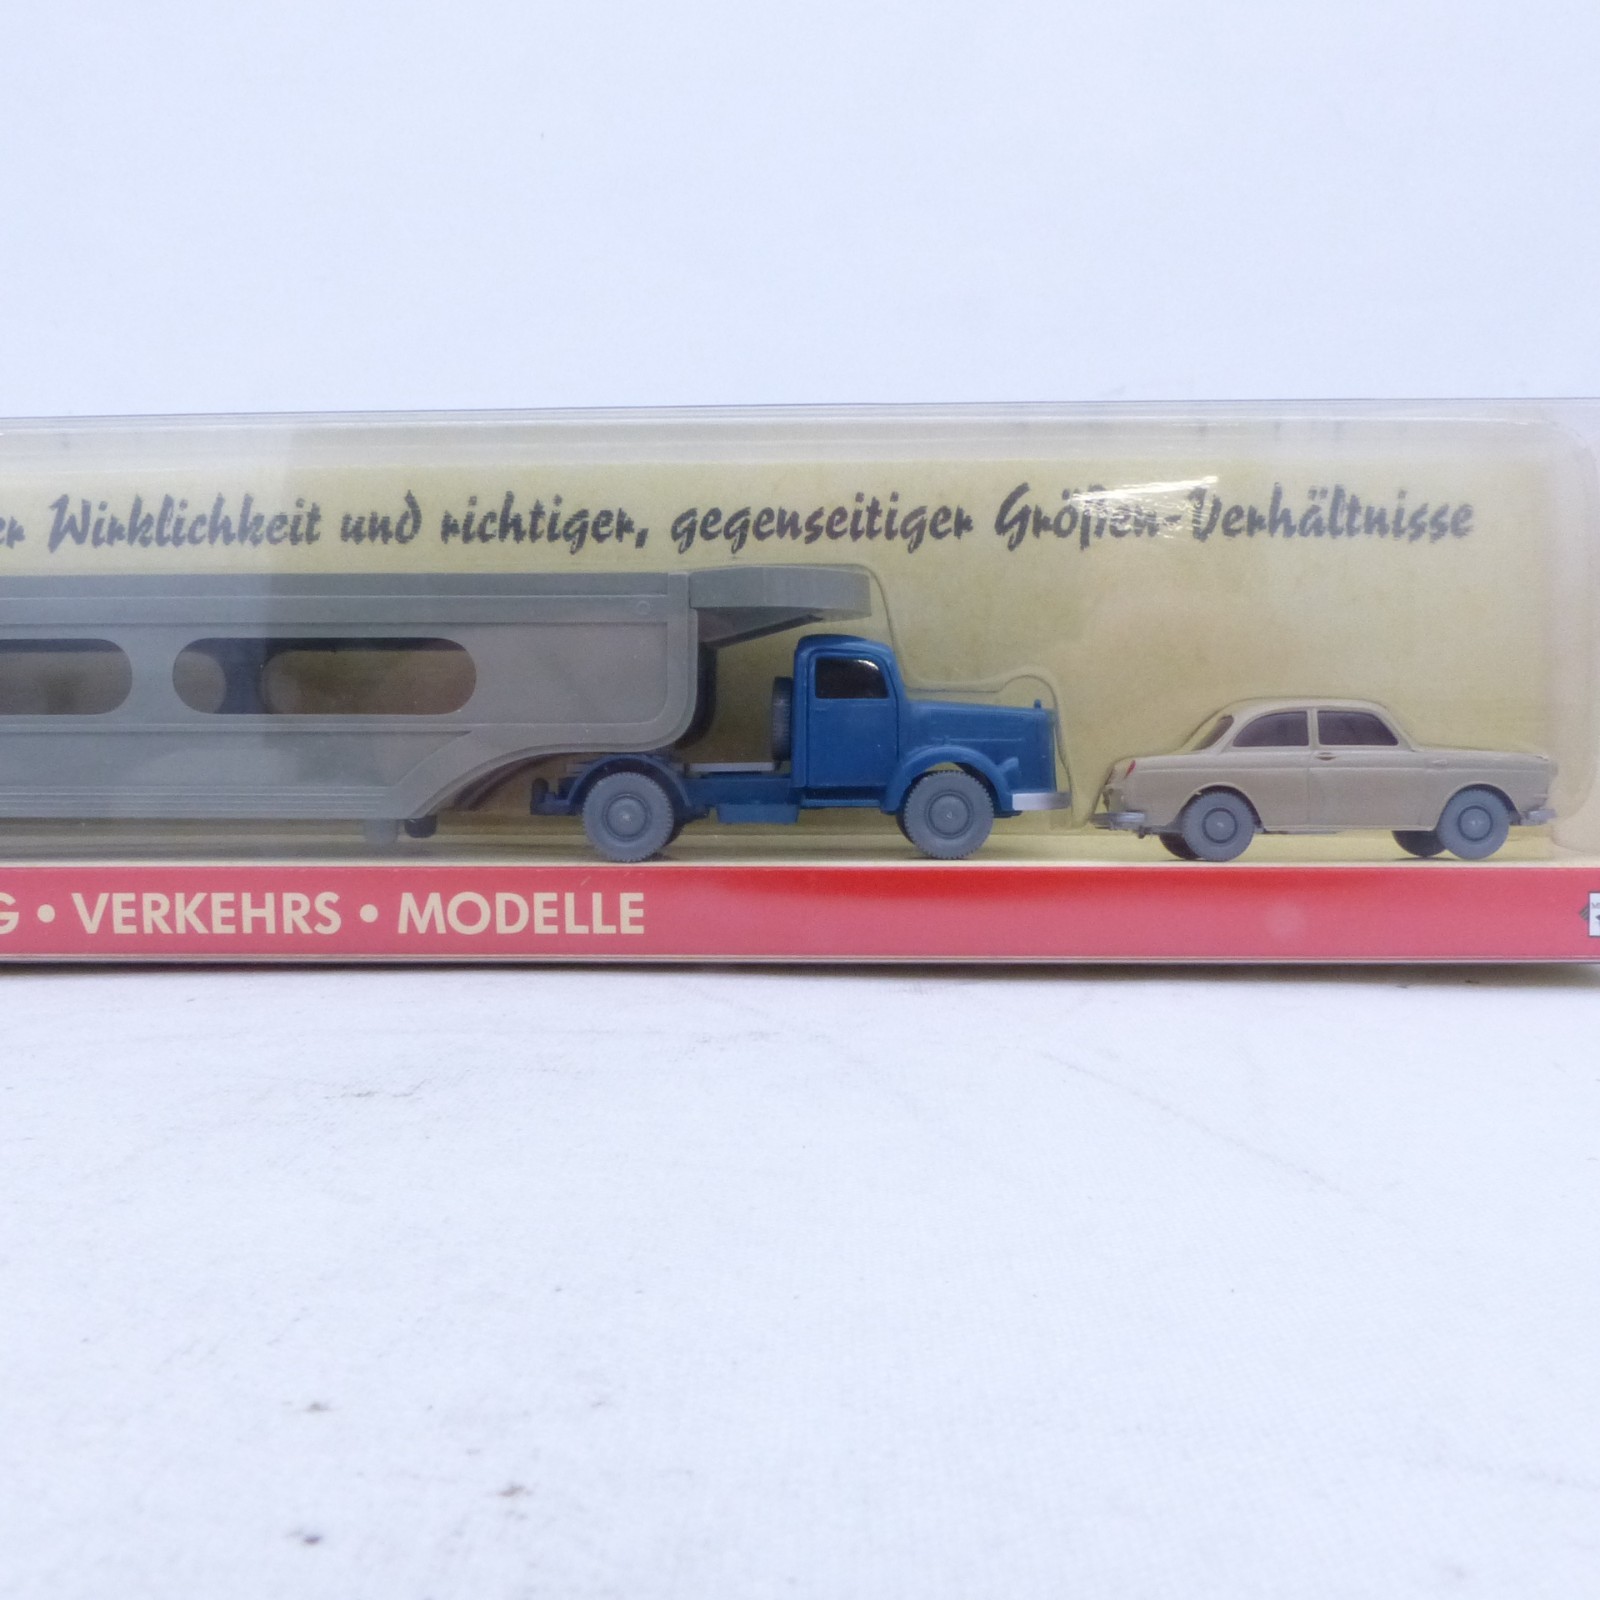 er Wirklichkeit und richtiger, gegenseitiger Größen-Verhältnisse
G • VERKEHRS • MODELLE